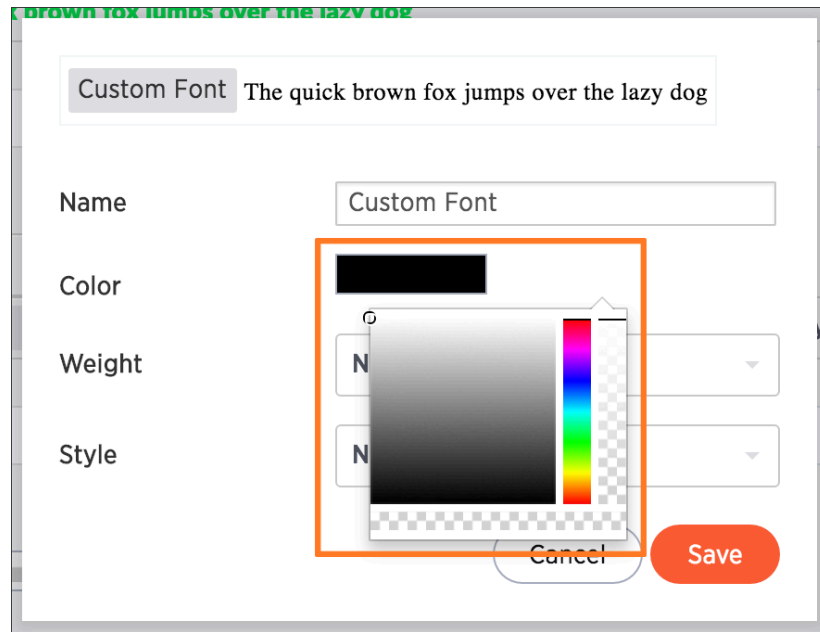 brown fox jumps over the lazy dog
Custom Font The quick brown fox jumps over the lazy dog
Name Custom Font
Color
Weight N
Style N
Cancel Save